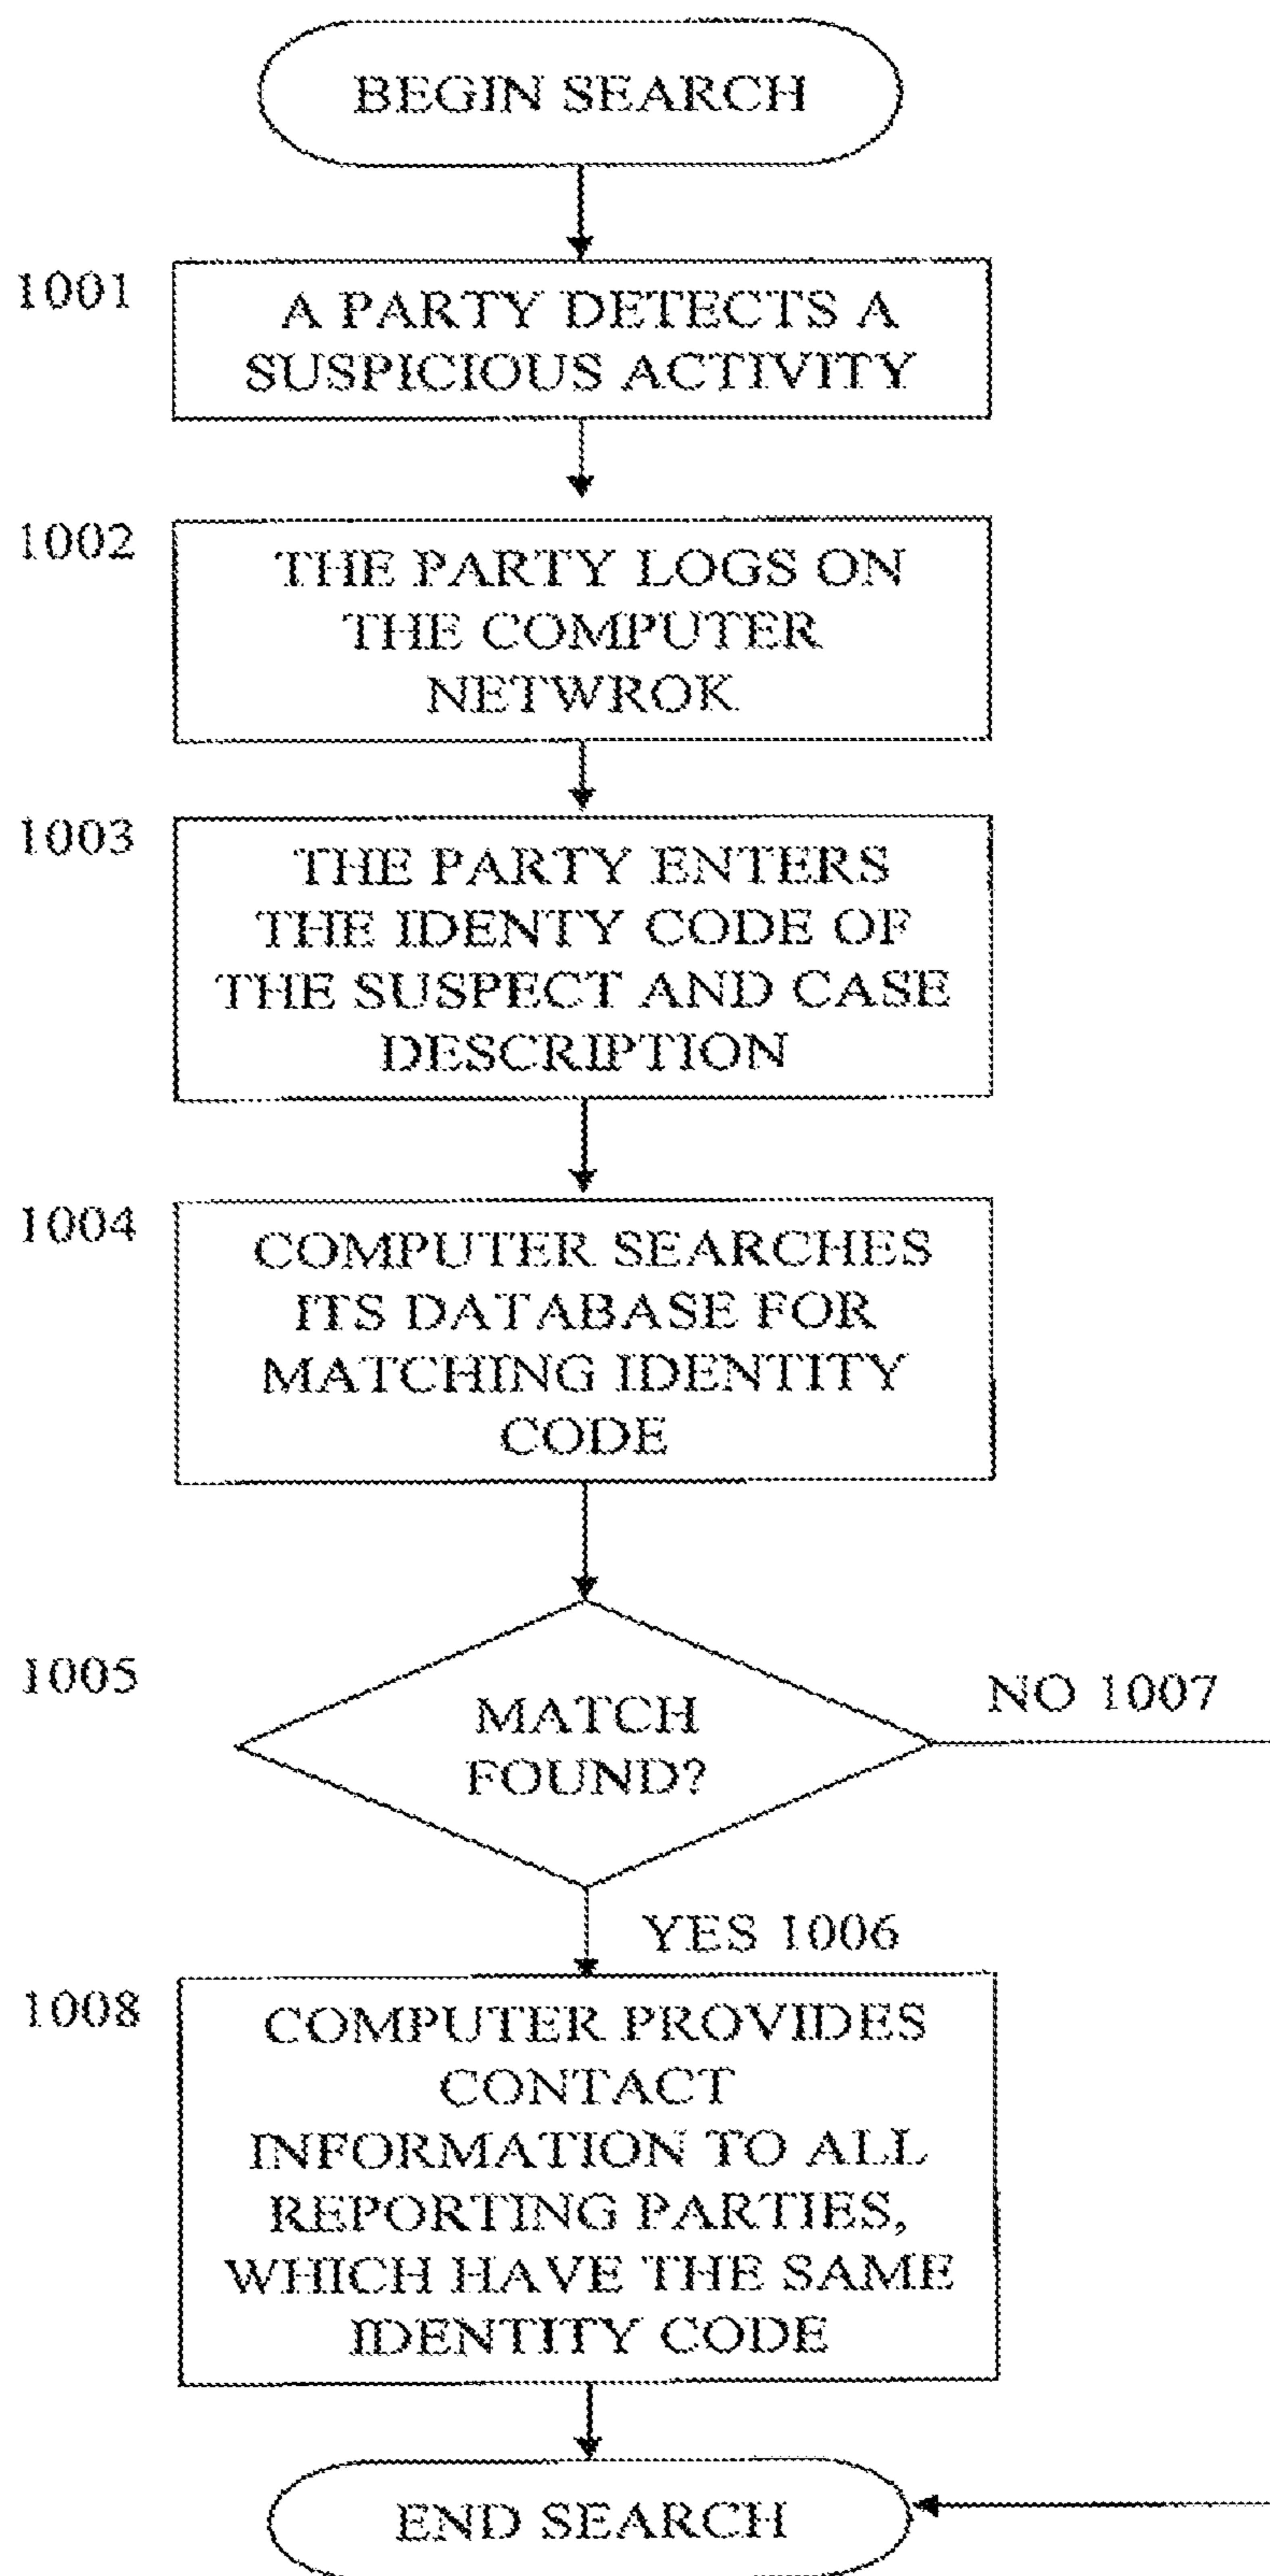 BEGIN SEARCH
1001
A PARTY DETECTS A
SUSPICIOUS ACTIVITY
1002
THE PARTY LOGS ON
THE COMPUTER
NETWROK
1003
THE PARTY ENTERS
THE IDENTY CODE OF
THE SUSPECT AND CASE
DESCRIPTION
1004
COMPUTER SEARCHES
ITS DATABASE FOR
MATCHING IDENTITY
CODE
1005
MATCH
FOUND?
NO 1007
YES 1006
1008
COMPUTER PROVIDES
CONTACT
INFORMATION TO ALL
REPORTING PARTIES,
WHICH HAVE THE SAME
IDENTITY CODE
END SEARCH